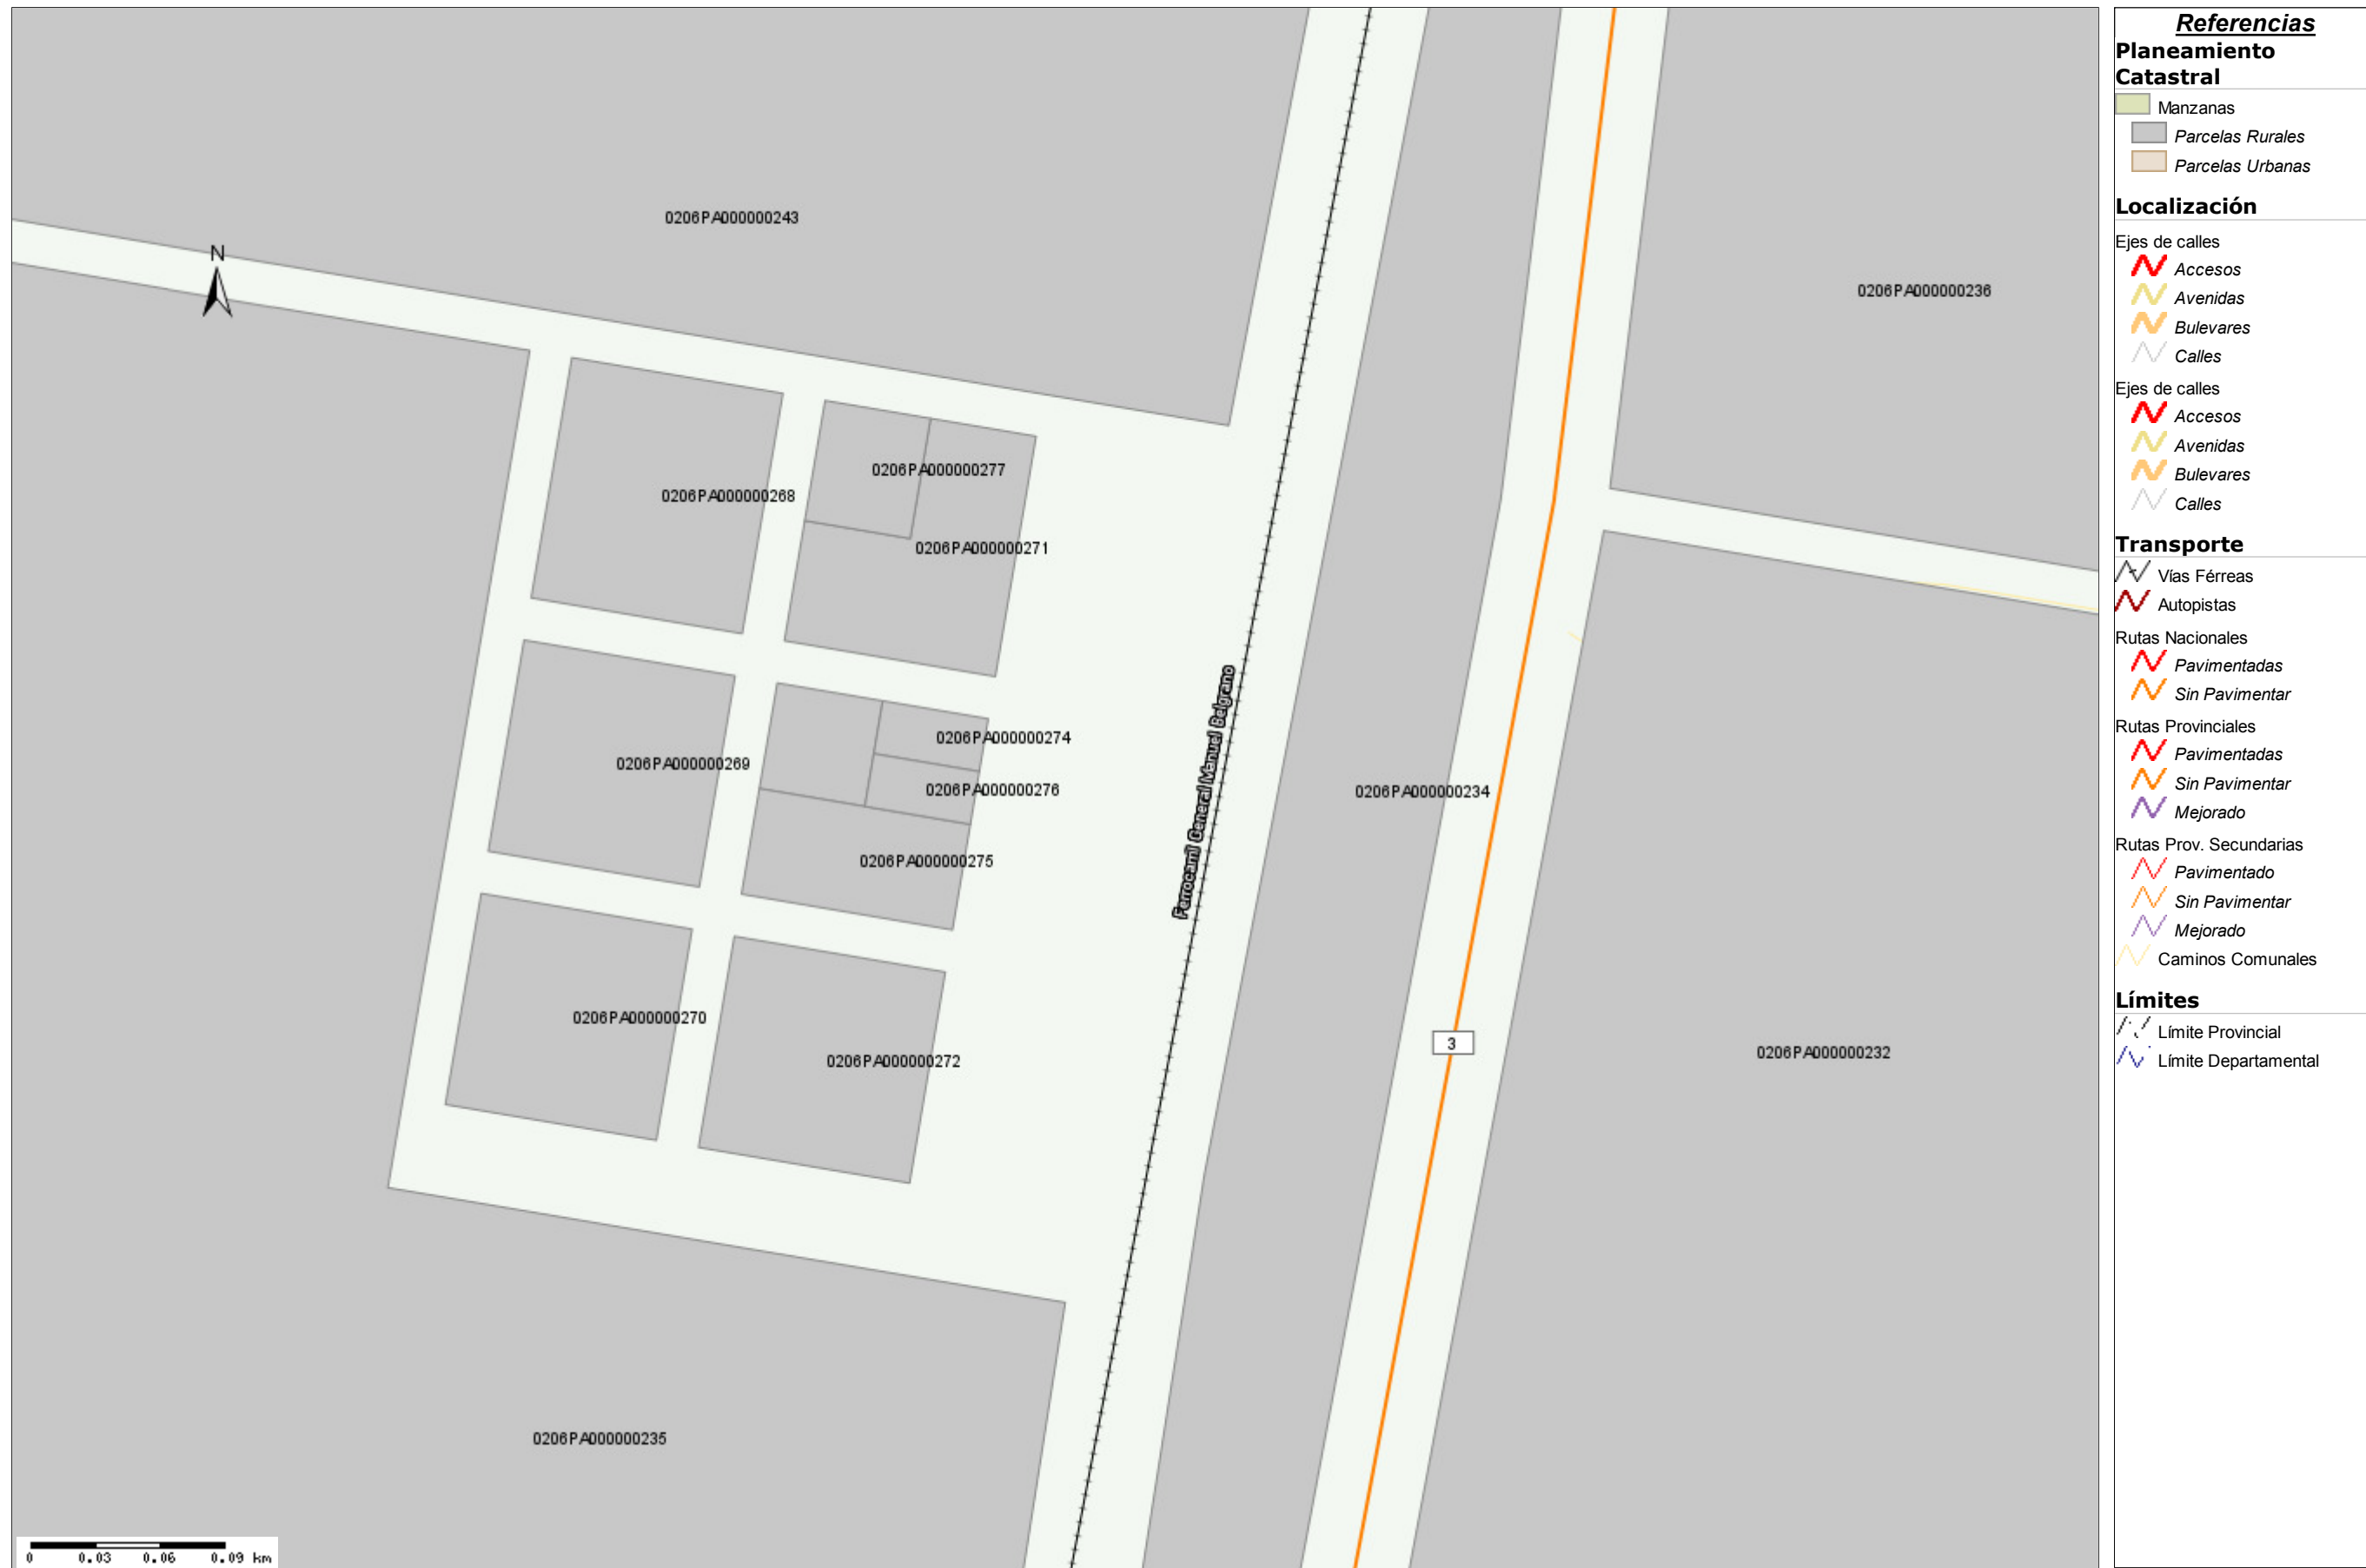 0206PA000000243
N
0206PA000000236
0206PA000000277
0206PA000000268
0206PA000000271
0206PA000000274
0206PA000000269
0206PA000000276
0206PA000000234
0206PA000000275
Ferrocarril General Manuel Belgrano
0206PA000000270
3
0206PA000000272
0206PA000000232
0206PA000000235
0 0.03 0.06 0.09 km
Referencias
Planeamiento
Catastral
Manzanas
Parcelas Rurales
Parcelas Urbanas
Localización
Ejes de calles
Accesos
Avenidas
Bulevares
Calles
Ejes de calles
Accesos
Avenidas
Bulevares
Calles
Transporte
Vías Férreas
Autopistas
Rutas Nacionales
Pavimentadas
Sin Pavimentar
Rutas Provinciales
Pavimentadas
Sin Pavimentar
Mejorado
Rutas Prov. Secundarias
Pavimentado
Sin Pavimentar
Mejorado
Caminos Comunales
Límites
Límite Provincial
Límite Departamental